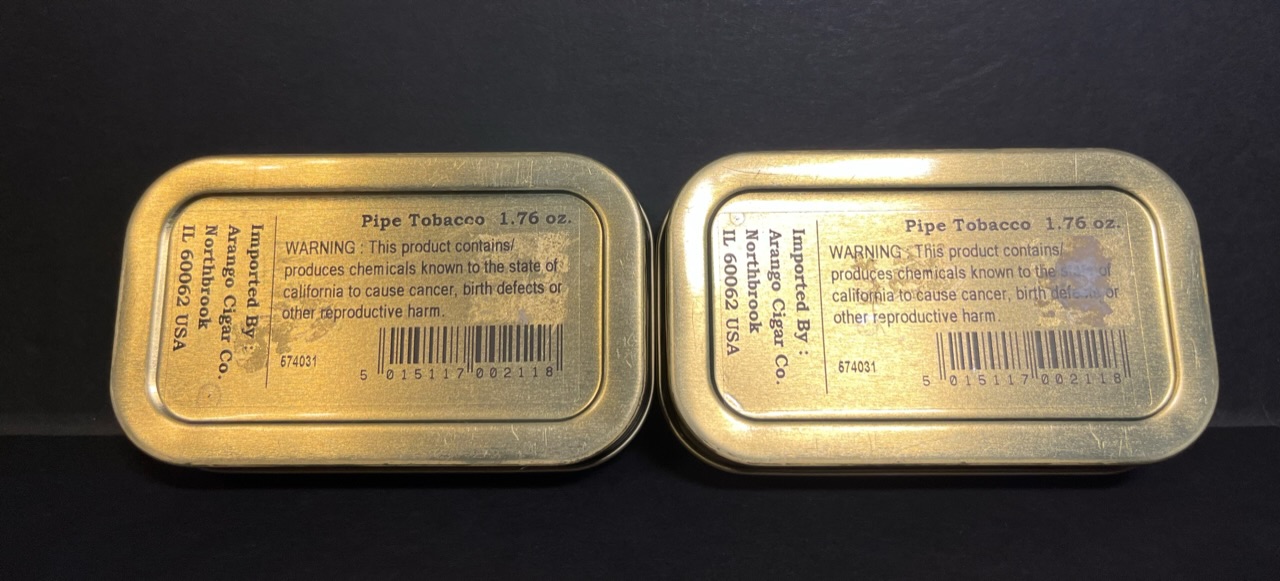 Imported By :
Arango Cigar Co.
Northbrook
IL 60062 USA
Pipe Tobacco 1.76 oz.
WARNING : This product contains/
produces chemicals known to the state of
california to cause cancer, birth defects or
other reproductive harm.
574031
5 015117 002118
Imported By :
Arango Cigar Co.
Northbrook
IL 60062 USA
Pipe Tobacco 1.76 oz.
WARNING : This product contains/
produces chemicals known to the state of
california to cause cancer, birth defects or
other reproductive harm.
574031
5 015117 002118